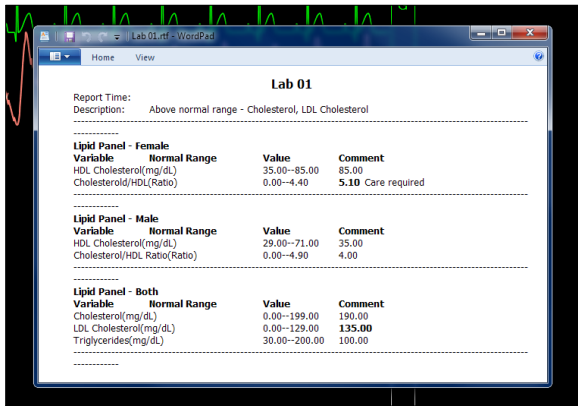 Lab 01.rtf - WordPad
Home View
Lab 01
Report Time:
Description: Above normal range - Cholesterol, LDL Cholesterol
------------------------------------------------------------------------------------------------------------------------
------------
Lipid Panel - Female
Variable Normal Range Value Comment
HDL Cholesterol(mg/dL) 35.00--85.00 85.00
Cholesterold/HDL(Ratio) 0.00--4.40 5.10 Care required
------------------------------------------------------------------------------------------------------------------------
------------
Lipid Panel - Male
Variable Normal Range Value Comment
HDL Cholesterol(mg/dL) 29.00--71.00 35.00
Cholesterol/HDL Ratio(Ratio) 0.00--4.90 4.00
------------------------------------------------------------------------------------------------------------------------
------------
Lipid Panel - Both
Variable Normal Range Value Comment
Cholesterol(mg/dL) 0.00--199.00 190.00
LDL Cholesterol(mg/dL) 0.00--129.00 135.00
Triglycerides(mg/dL) 30.00--200.00 100.00
------------------------------------------------------------------------------------------------------------------------
------------